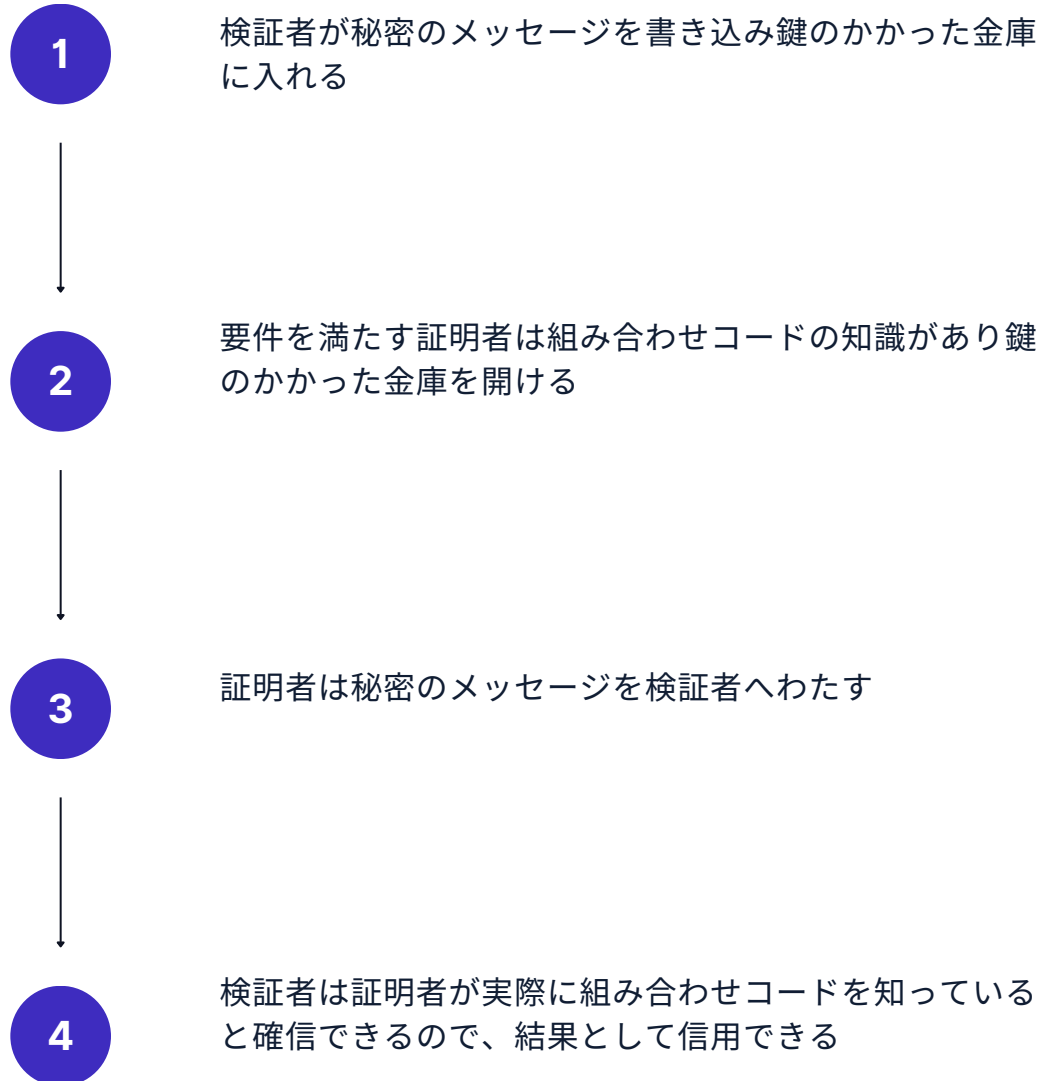 1
検証者が秘密のメッセージを書き込み鍵のかかった金庫
に入れる
2
要件を満たす証明者は組み合わせコードの知識があり鍵
のかかった金庫を開ける
3
証明者は秘密のメッセージを検証者へわたす
4
検証者は証明者が実際に組み合わせコードを知っている
と確信できるので、結果として信用できる